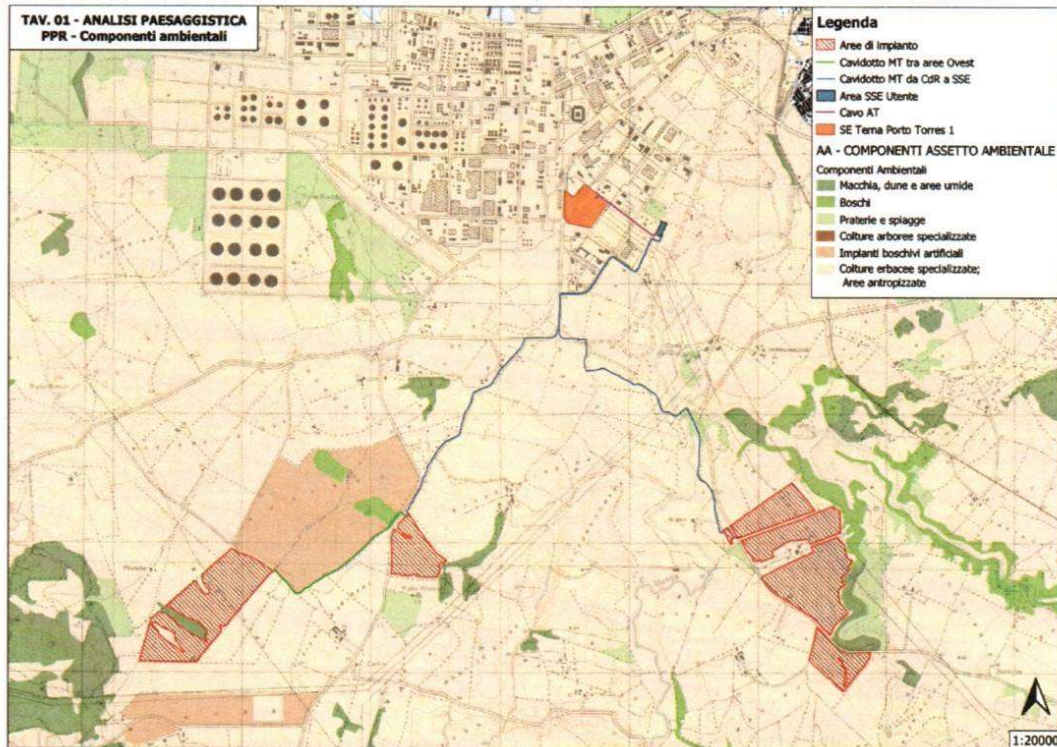 TAV. 01 - ANALISI PAESAGGISTICA
PPR - Componenti ambientali
Legenda
Aree di impianto
Cavidotto MT tra aree Ovest
Cavidotto MT da CdR a SSE
Area SSE Utente
Cavo AT
SE Terna Porto Torres 1
AA - COMPONENTI ASSETTO AMBIENTALE
Componenti Ambientali
Macchia, dune e aree umide
Boschi
Praterie e spiagge
Colture arboree specializzate
Impianti boschivi artificiali
Colture erbacee specializzate;
Aree antropizzate
1:20000